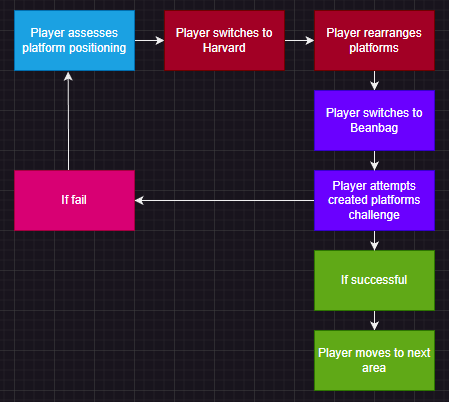 Player assesses
platform positioning
Player switches to
Harvard
Player rearranges
platforms
Player switches to
Beanbag
If fail
Player attempts
created platforms
challenge
If successful
Player moves to next
area